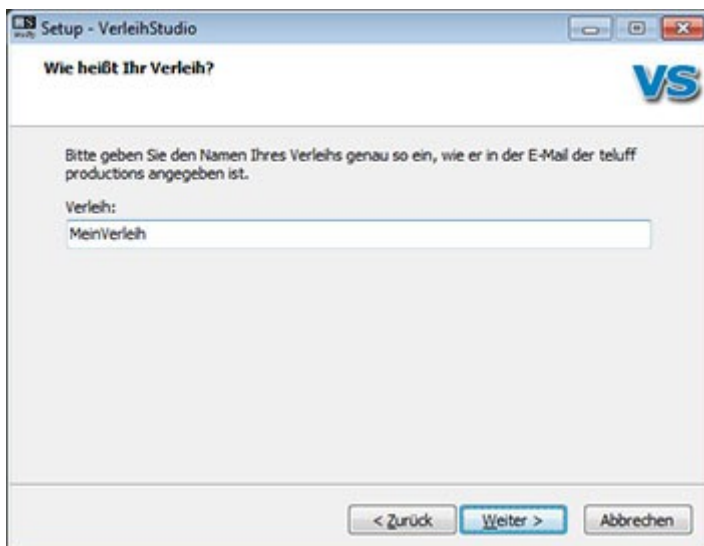 Setup - VerleihStudio
Wie heißt Ihr Verleih?
VS
Bitte geben Sie den Namen Ihres Verleihs genau so ein, wie er in der E-Mail der teluff
productions angegeben ist.
Verleih:
MeinVerleih
< Zurück
Weiter >
Abbrechen